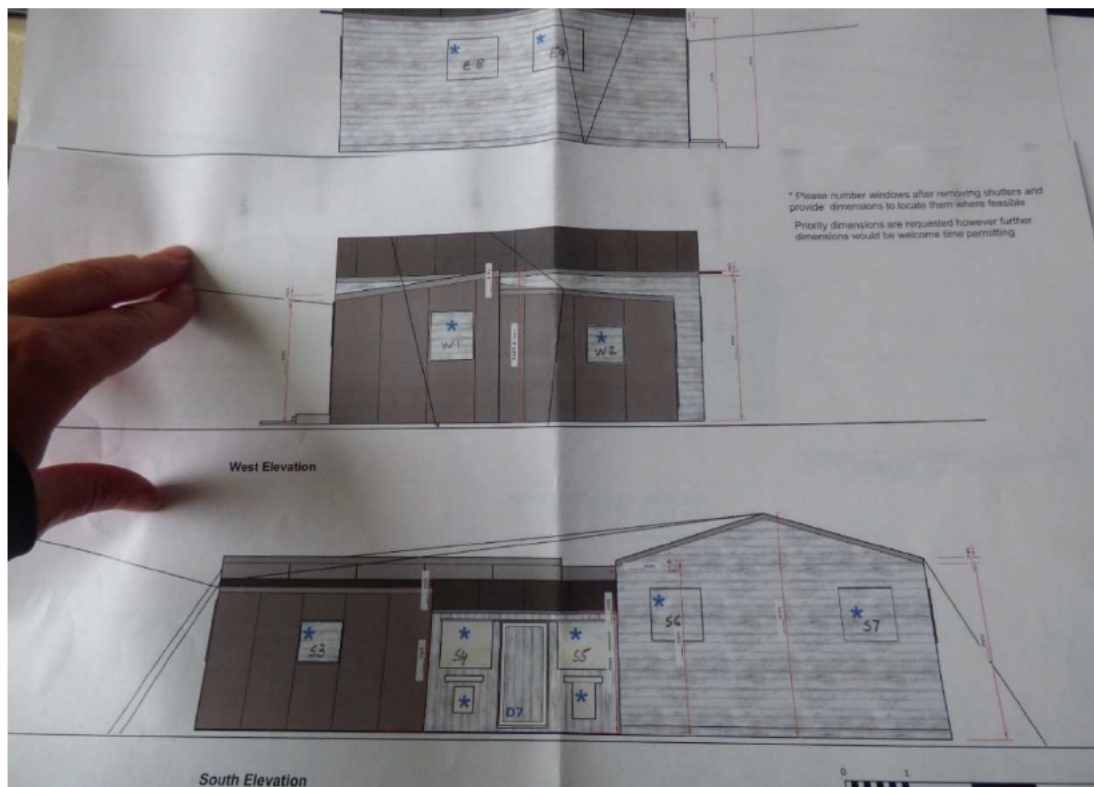 * E8
* E9
* Please number windows after removing shutters and
provide dimensions to locate them where feasible
Priority dimensions are requested however further
dimensions would be welcome time permitting
* W1
* W2
West Elevation
* S3
* S4
* S5
* S6
* S7
*
*
D7
South Elevation
0 1